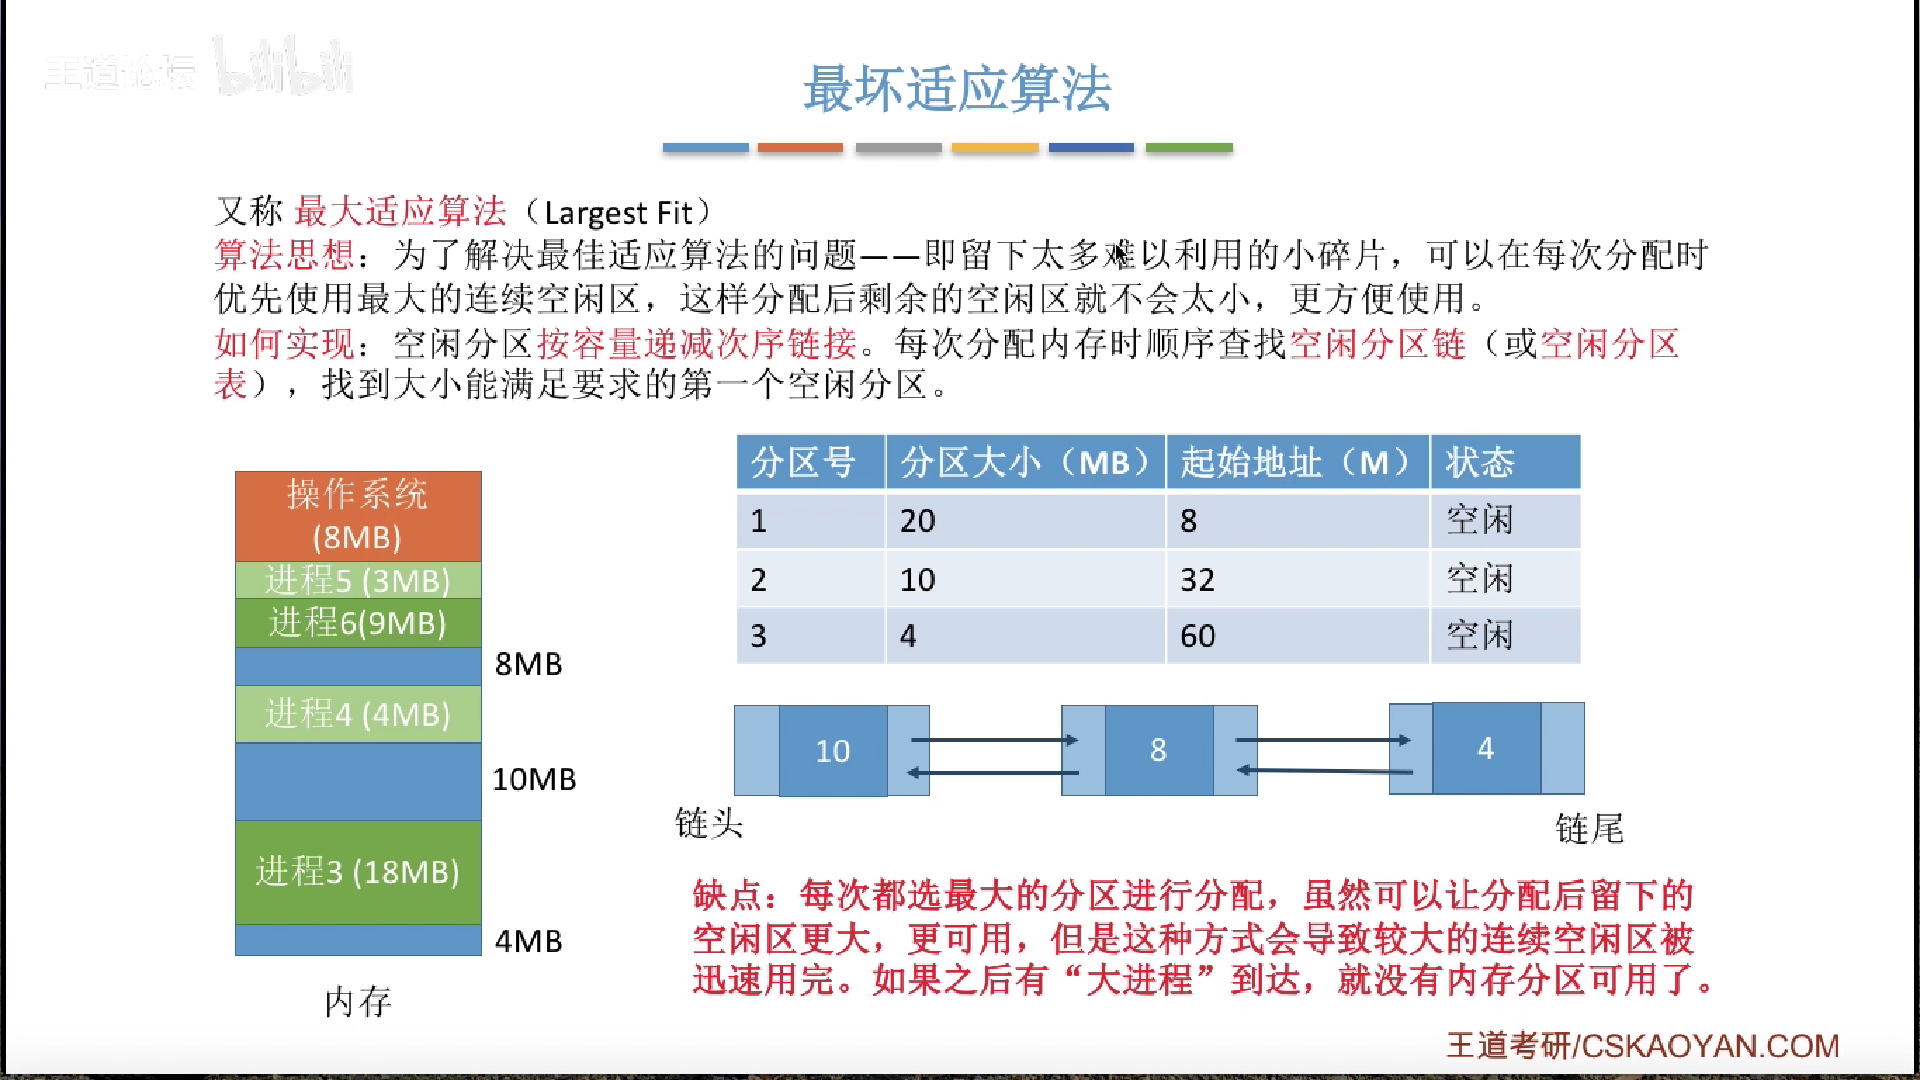 王道论坛 bilibili
最坏适应算法
又称 最大适应算法（Largest Fit）
算法思想：为了解决最佳适应算法的问题——即留下太多难以利用的小碎片，可以在每次分配时
优先使用最大的连续空闲区，这样分配后剩余的空闲区就不会太小，更方便使用。
如何实现：空闲分区按容量递减次序链接。每次分配内存时顺序查找空闲分区链（或空闲分区
表），找到大小能满足要求的第一个空闲分区。
操作系统
(8MB)
进程5 (3MB)
进程6(9MB)
8MB
进程4 (4MB)
10MB
进程3 (18MB)
4MB
内存
分区号 分区大小（MB） 起始地址（M） 状态
1 20 8 空闲
2 10 32 空闲
3 4 60 空闲
10 8 4
链头 链尾
缺点：每次都选最大的分区进行分配，虽然可以让分配后留下的
空闲区更大，更可用，但是这种方式会导致较大的连续空闲区被
迅速用完。如果之后有“大进程”到达，就没有内存分区可用了。
王道考研/CSKAOYAN.COM